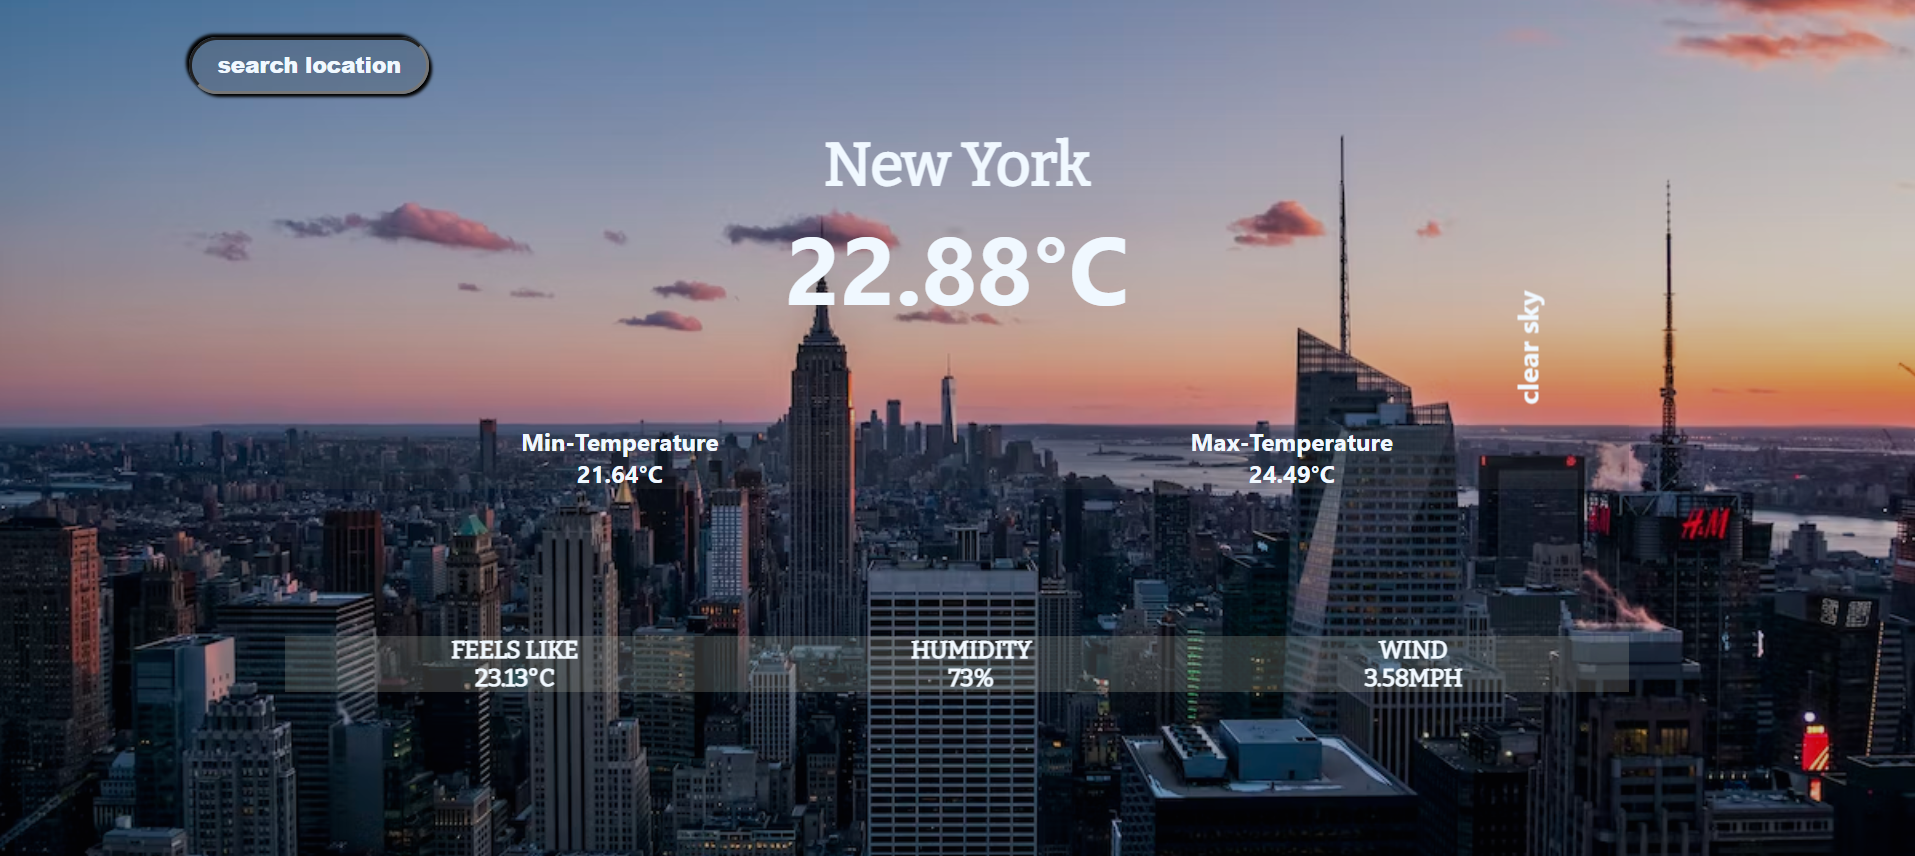 search location
New York
22.88°C
clear sky
Min-Temperature
21.64°C
Max-Temperature
24.49°C
H&M
FEELS LIKE
23.13°C
HUMIDITY
73%
WIND
3.58MPH